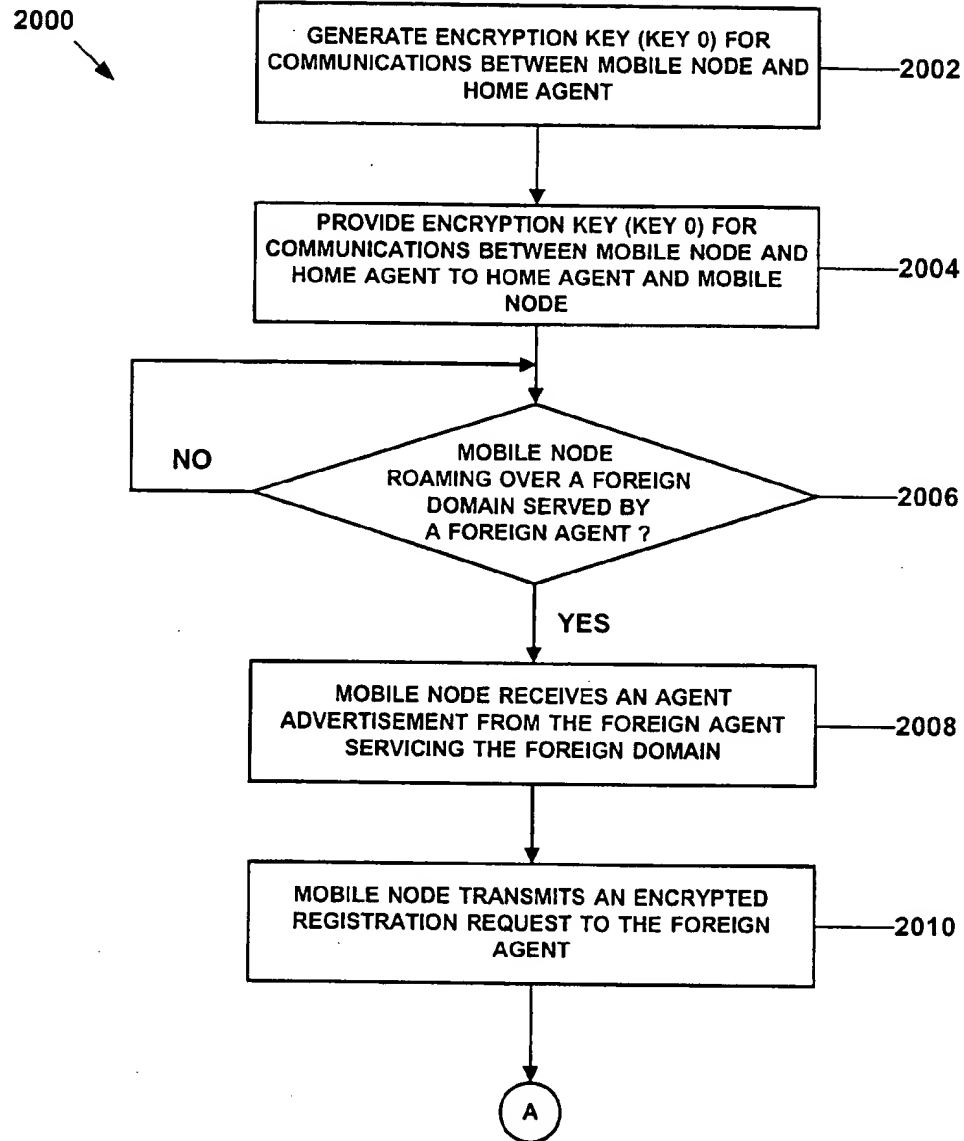 2000
GENERATE ENCRYPTION KEY (KEY 0) FOR
COMMUNICATIONS BETWEEN MOBILE NODE AND
HOME AGENT
2002
PROVIDE ENCRYPTION KEY (KEY 0) FOR
COMMUNICATIONS BETWEEN MOBILE NODE AND
HOME AGENT TO HOME AGENT AND MOBILE
NODE
2004
NO
MOBILE NODE
ROAMING OVER A FOREIGN
DOMAIN SERVED BY
A FOREIGN AGENT ?
2006
YES
MOBILE NODE RECEIVES AN AGENT
ADVERTISEMENT FROM THE FOREIGN AGENT
SERVICING THE FOREIGN DOMAIN
2008
MOBILE NODE TRANSMITS AN ENCRYPTED
REGISTRATION REQUEST TO THE FOREIGN
AGENT
2010
A